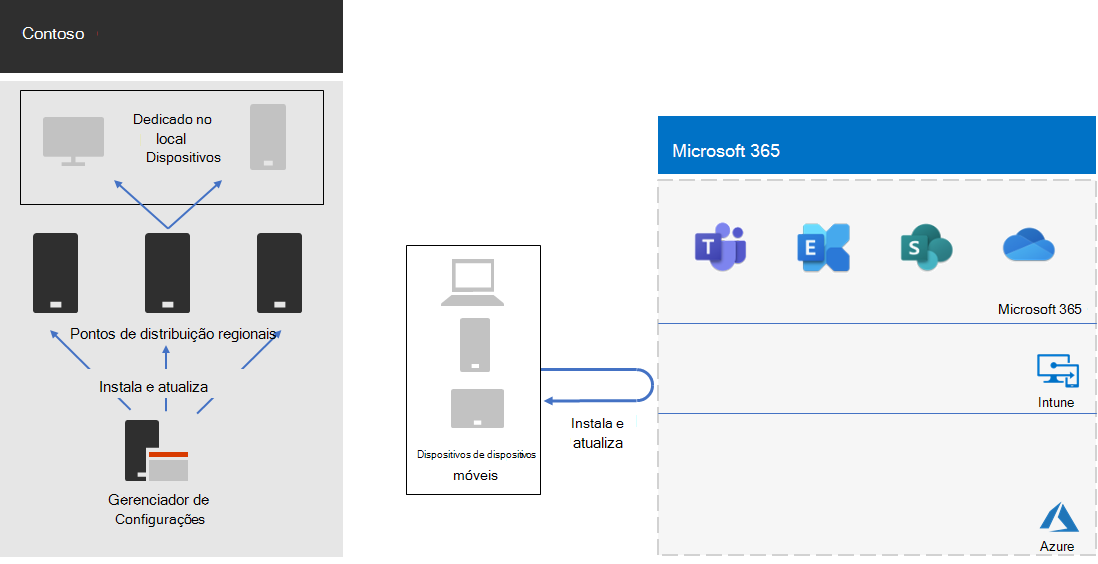 Contoso
Dedicado no
local
Dispositivos
Pontos de distribuição regionais
Instala e atualiza
Gerenciador de
Configurações
Dispositivos de dispositivos
móveis
Instala e
atualiza
Microsoft 365
T
E
S
Microsoft 365
Intune
Azure